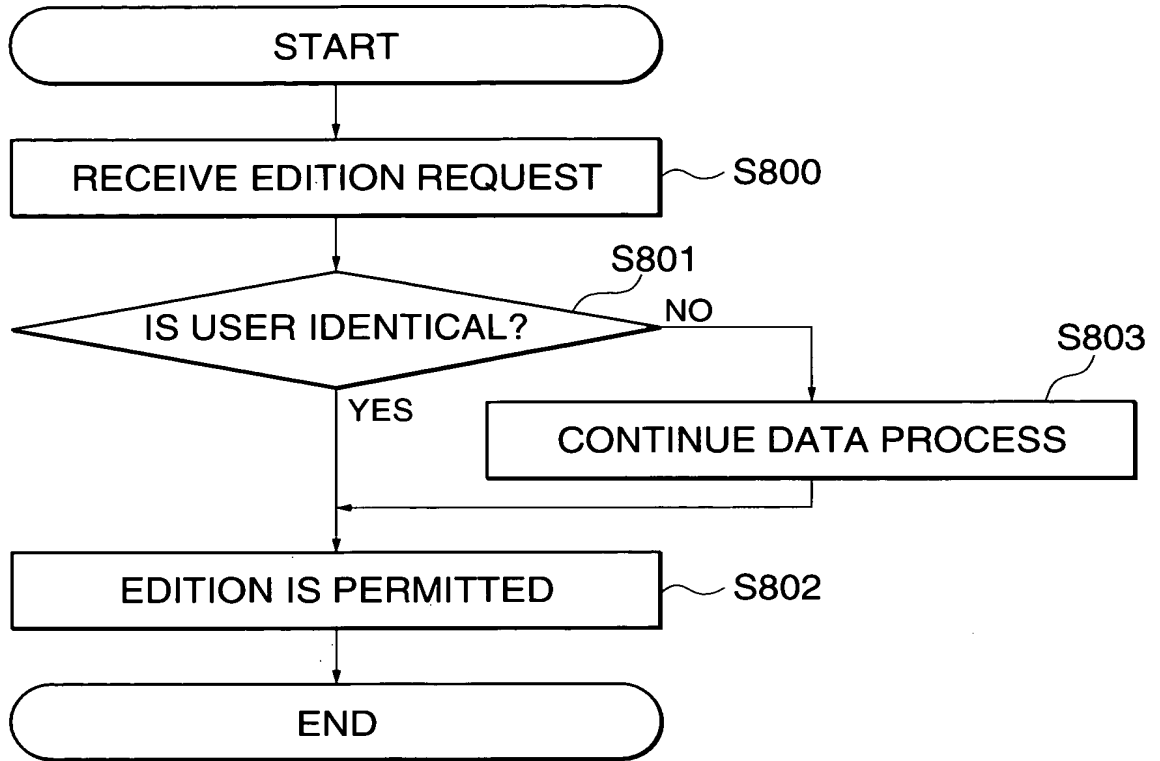 START
RECEIVE EDITION REQUEST
S800
S801
IS USER IDENTICAL?
NO
S803
YES
CONTINUE DATA PROCESS
EDITION IS PERMITTED
S802
END